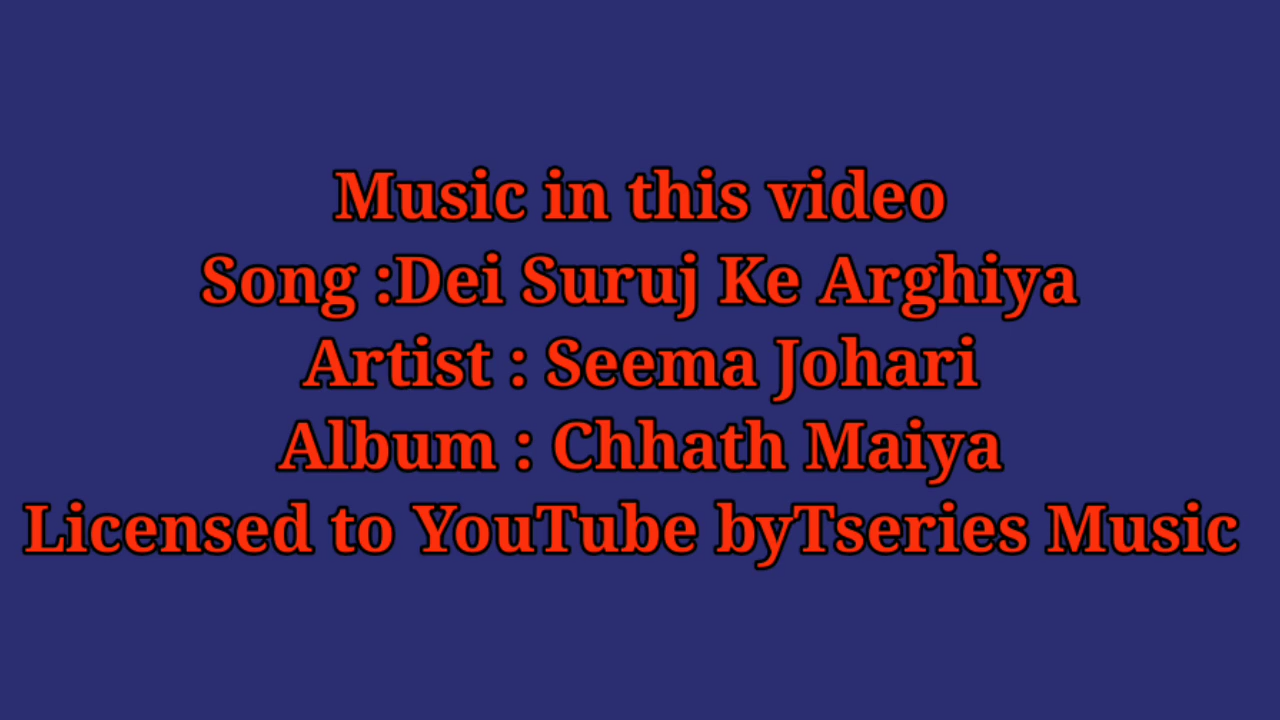 Music in this video
Song :Dei Suruj Ke Arghiya
Artist : Seema Johari
Album : Chhath Maiya
Licensed to YouTube byTseries Music